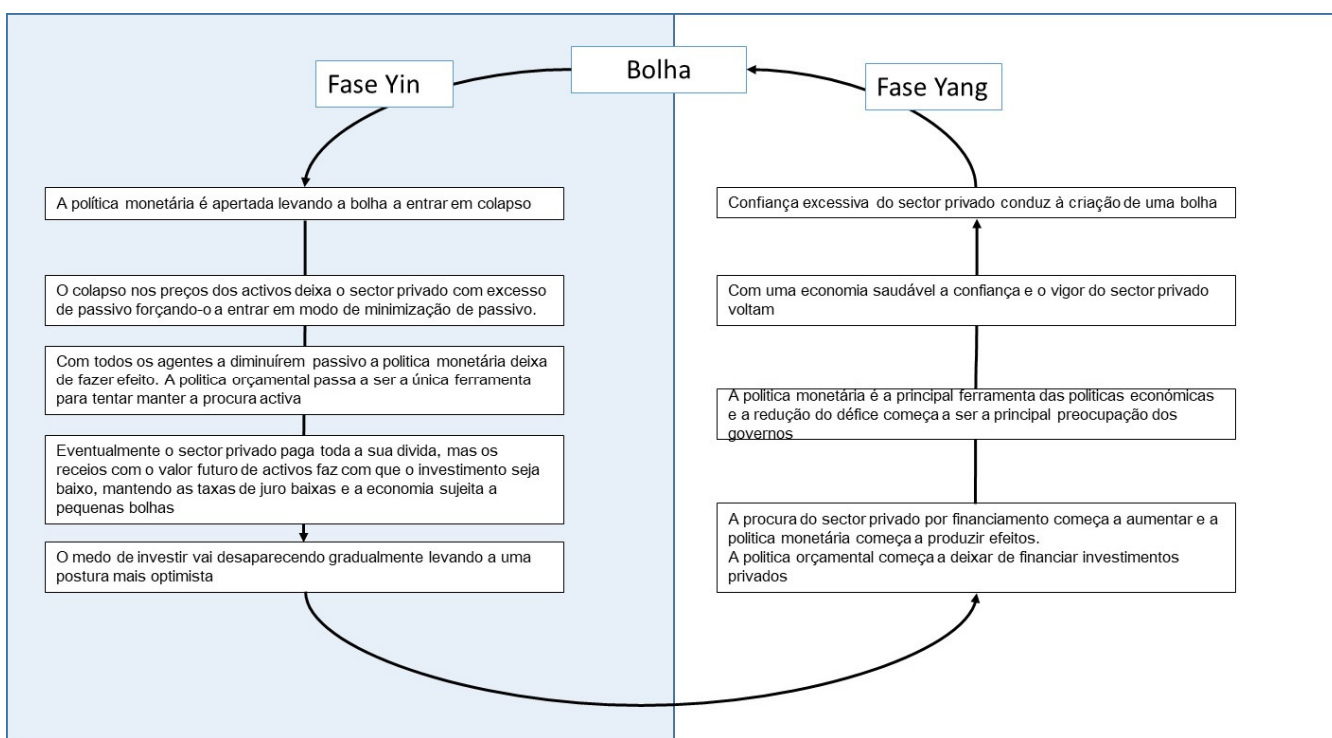 Bolha
Fase Yin
Fase Yang
A política monetária é apertada levando a bolha a entrar em colapso
O colapso nos preços dos activos deixa o sector privado com excesso
de passivo forçando-o a entrar em modo de minimização de passivo.
Com todos os agentes a diminuírem passivo a politica monetária deixa
de fazer efeito. A politica orçamental passa a ser a única ferramenta
para tentar manter a procura activa
Eventualmente o sector privado paga toda a sua divida, mas os
receios com o valor futuro de activos faz com que o investimento seja
baixo, mantendo as taxas de juro baixas e a economia sujeita a
pequenas bolhas
O medo de investir vai desaparecendo gradualmente levando a uma
postura mais optimista
Confiança excessiva do sector privado conduz à criação de uma bolha
Com uma economia saudável a confiança e o vigor do sector privado
voltam
A politica monetária é a principal ferramenta das politicas económicas
e a redução do défice começa a ser a principal preocupação dos
governos
A procura do sector privado por financiamento começa a aumentar e a
politica monetária começa a produzir efeitos.
A politica orçamental começa a deixar de financiar investimentos
privados